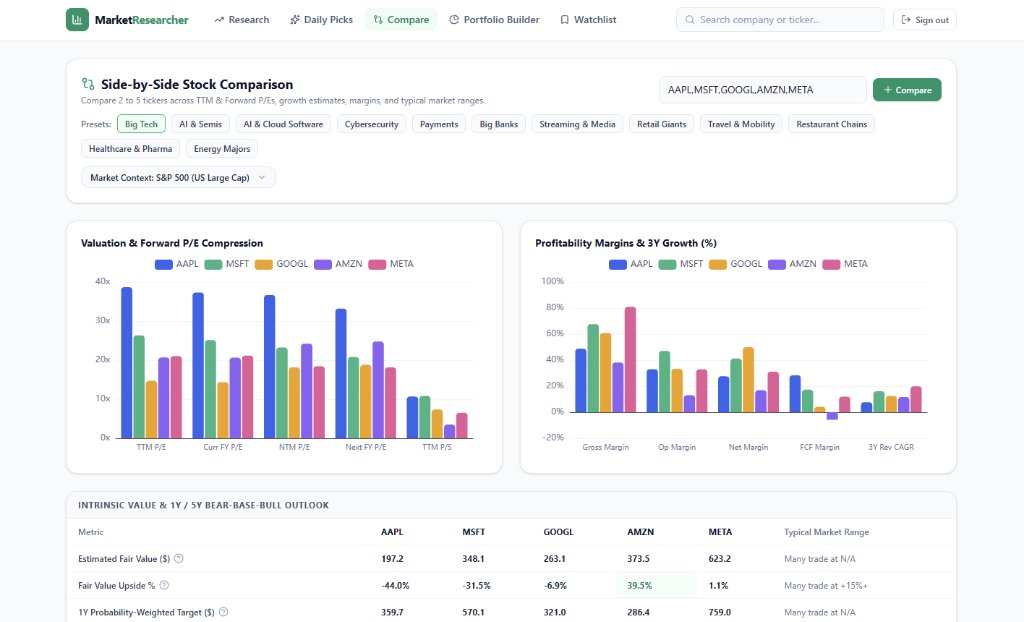 MarketResearcher Research Daily Picks Compare Portfolio Builder Watchlist Search company or ticker... Sign out
Side-by-Side Stock Comparison
Compare 2 to 5 tickers across TTM & Forward P/Es, growth estimates, margins, and typical market ranges.
AAPL,MSFT,GOOGL,AMZN,META
+ Compare
Presets: Big Tech AI & Semis AI & Cloud Software Cybersecurity Payments Big Banks Streaming & Media Retail Giants Travel & Mobility Restaurant Chains
Healthcare & Pharma Energy Majors
Market Context: S&P 500 (US Large Cap)
Valuation & Forward P/E Compression
AAPL MSFT GOOGL AMZN META
40x
30x
20x
10x
0x
TTM P/E Curr FY P/E NTM P/E Next FY P/E TTM P/S
Profitability Margins & 3Y Growth (%)
AAPL MSFT GOOGL AMZN META
100%
80%
60%
40%
20%
0%
-20%
Gross Margin Op Margin Net Margin FCF Margin 3Y Rev CAGR
INTRINSIC VALUE & 1Y / 5Y BEAR-BASE-BULL OUTLOOK
Metric AAPL MSFT GOOGL AMZN META Typical Market Range
Estimated Fair Value ($) ? 197.2 348.1 263.1 373.5 623.2 Many trade at N/A
Fair Value Upside % ? -44.0% -31.5% -6.9% 39.5% 1.1% Many trade at +15%+
1Y Probability-Weighted Target ($) ? 359.7 570.1 321.0 286.4 759.0 Many trade at N/A